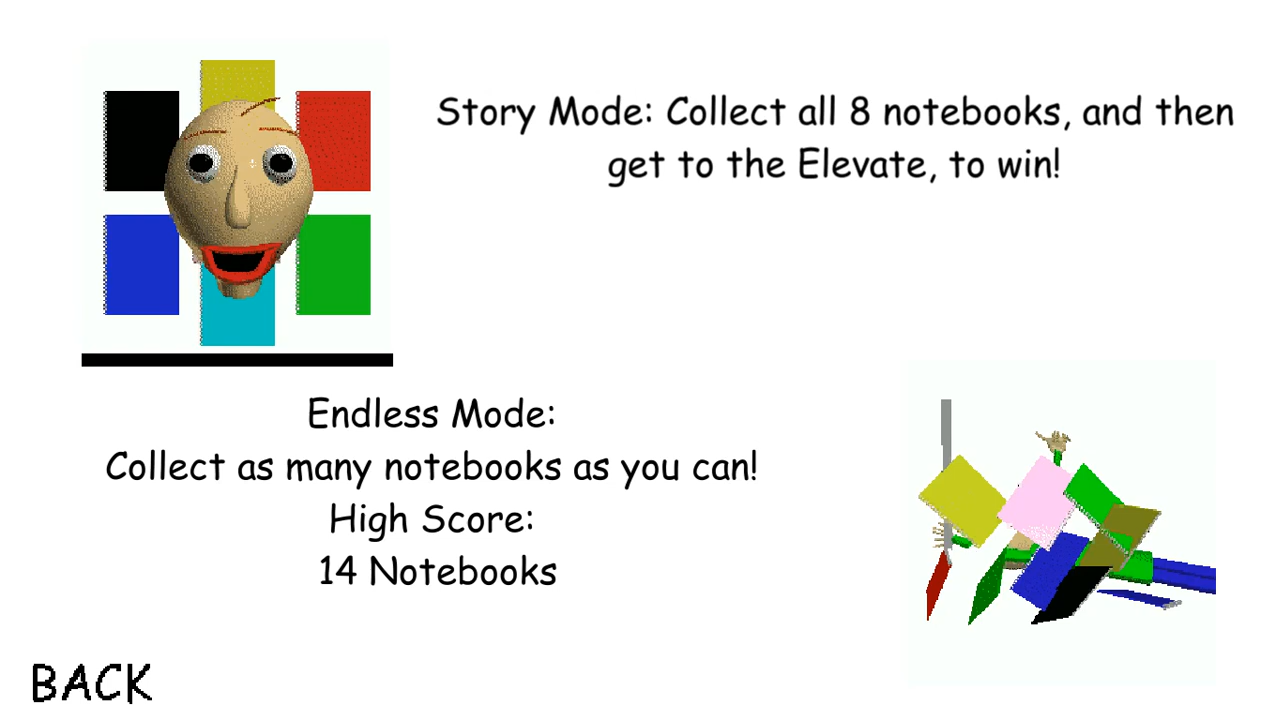 Story Mode: Collect all 8 notebooks, and then
get to the Elevate, to win!
Endless Mode:
Collect as many notebooks as you can!
High Score:
14 Notebooks
BACK